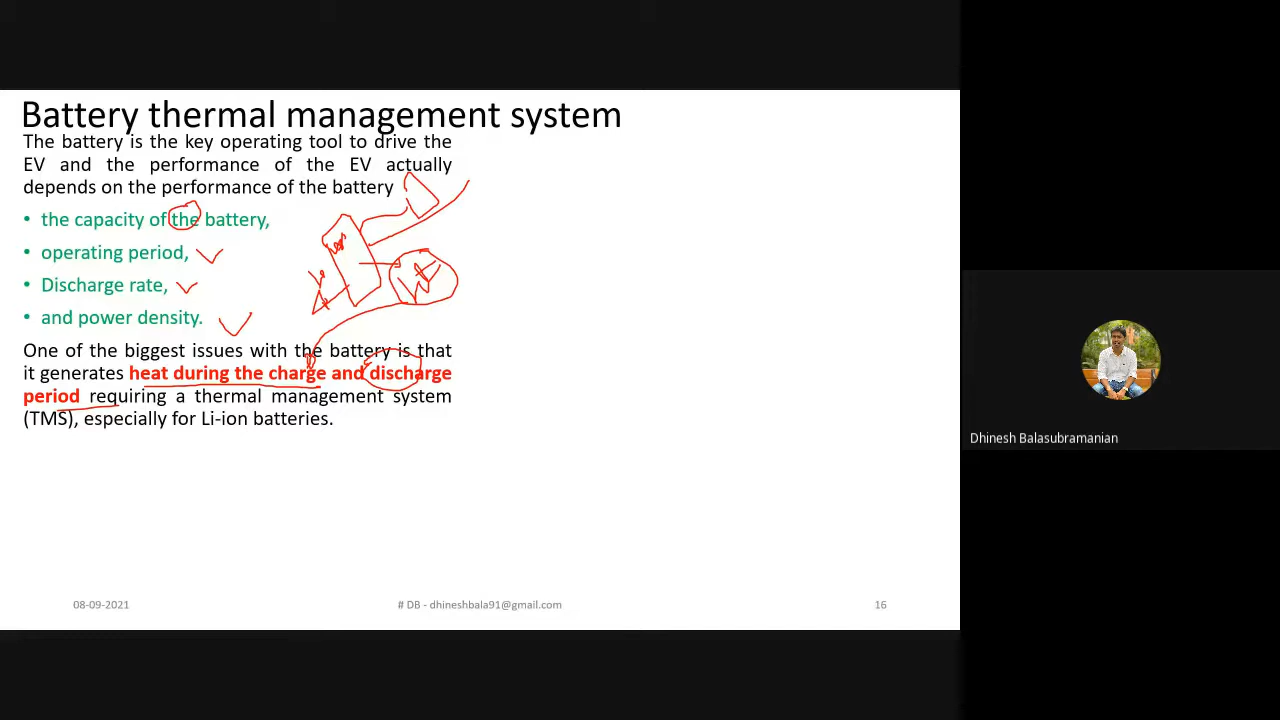 Battery thermal management system
The battery is the key operating tool to drive the
EV and the performance of the EV actually
depends on the performance of the battery
• the capacity of the battery,
• operating period,
• Discharge rate,
• and power density.
One of the biggest issues with the battery is that
it generates heat during the charge and discharge
period requiring a thermal management system
(TMS), especially for Li-ion batteries.
08-09-2021
# DB - dhineshbala91@gmail.com
16
Dhinesh Balasubramanian